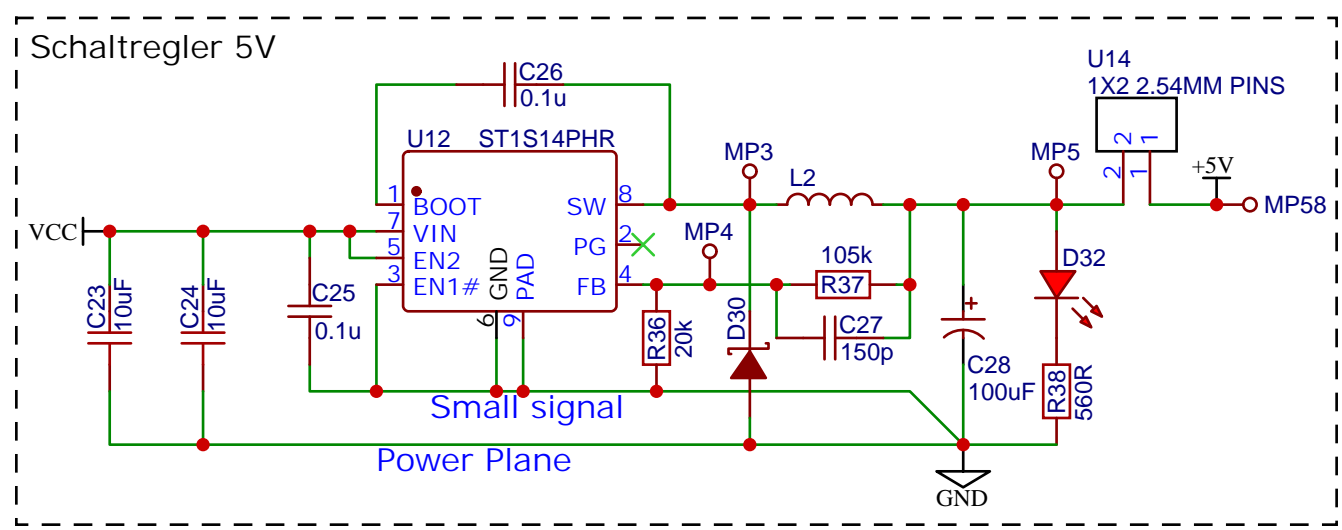 Schaltregler 5V
U14
1X2 2.54MM PINS
2
1
2
1
C26
0.1u
U12
ST1S14PHR
MP3
L2
MP5
+5V
MP58
1
BOOT
SW
8
VCC
7
VIN
PG
2
MP4
5
EN2
3
EN1#
GND
PAD
FB
4
6
9
105k
R37
D32
C23
10uF
C24
10uF
C25
0.1u
R36
20k
D30
C27
150p
C28
100uF
R38
560R
Small signal
Power Plane
GND